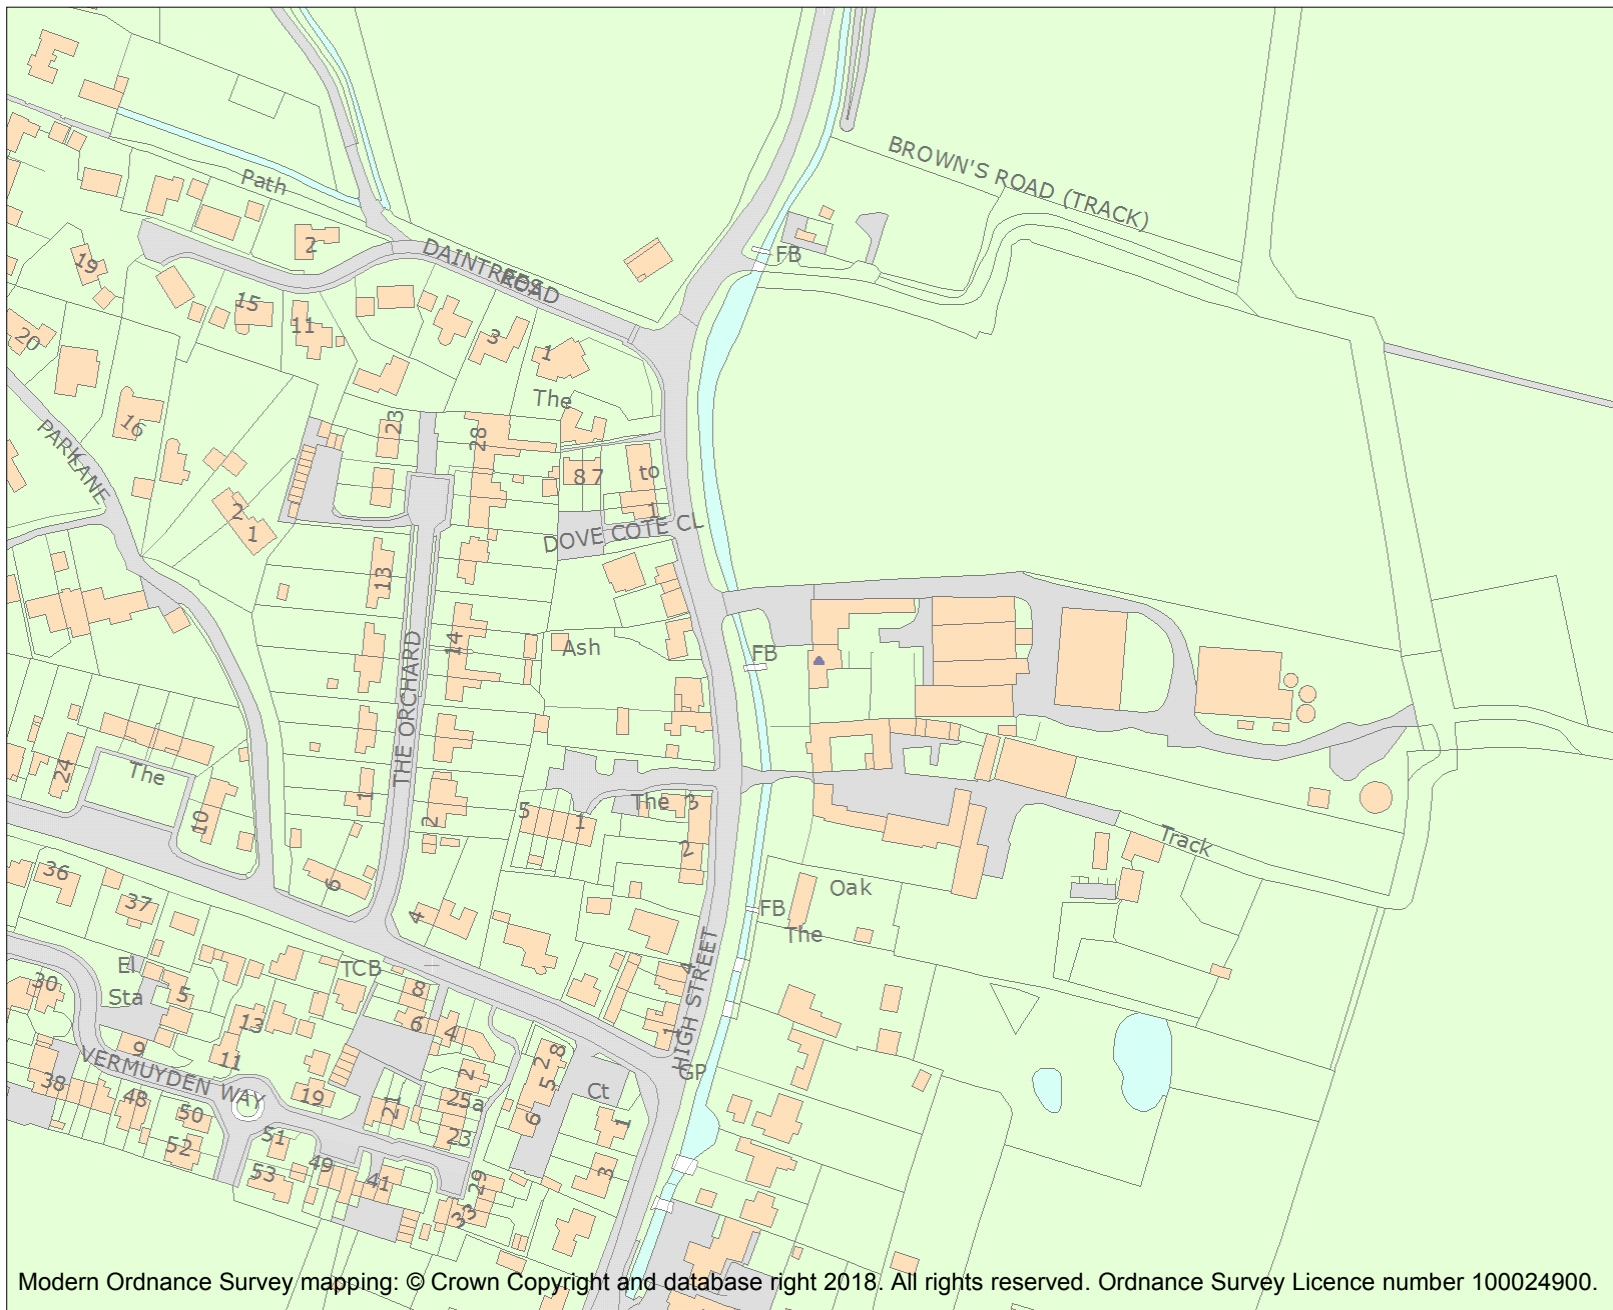 BROWN'S ROAD (TRACK)
Path
2
DAINTREES
ROAD
FB
19
15
11
20
3
1
The
16
23
28
PARK
LANE
8 7
to
1
2
1
DOVE COTE CL
13
14
Ash
FB
THE ORCHARD
24
The
10
1
2
5
1
The
3
2
Track
36
6
37
4
Oak
FB
The
El
Sta
TCB
30
5
8
4
HIGH STREET
13
6
4
1
9
11
VERMUYDEN WAY
2
8
GP
38
48
19
2
5
Ct
50
21
25a
6
1
52
51
23
53
49
41
29
3
33
Modern Ordnance Survey mapping: © Crown Copyright and database right 2018. All rights reserved. Ordnance Survey Licence number 100024900.